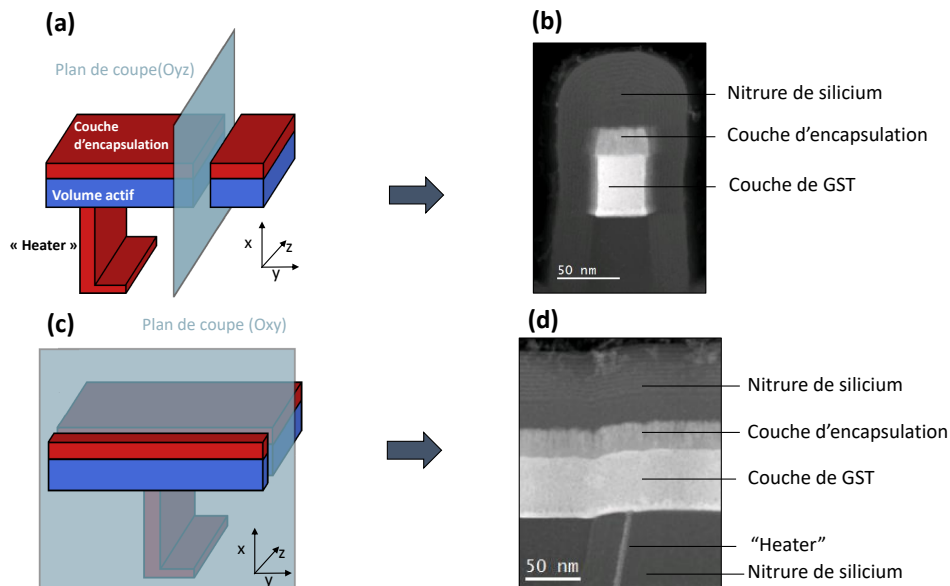 (a)
Plan de coupe(Oyz)
Couche
d'encapsulation
Volume actif
« Heater »
x
z
y
(b)
Nitrure de silicium
Couche d'encapsulation
Couche de GST
50 nm
(c)
Plan de coupe (Oxy)
x
z
y
(d)
Nitrure de silicium
Couche d'encapsulation
Couche de GST
“Heater”
Nitrure de silicium
50 nm